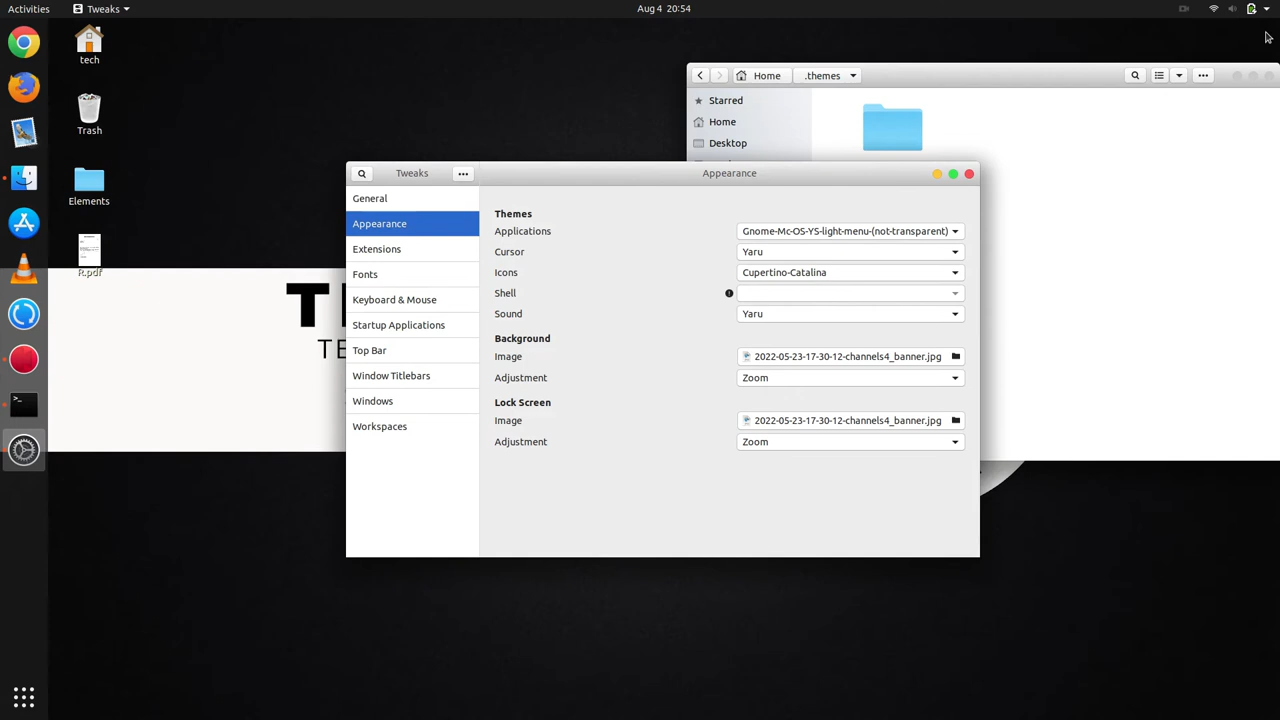 Activities
Tweaks
Aug 4 20:54
tech
Trash
Elements
R.pdf
Home
.themes
Starred
Home
Desktop
Tweaks
Appearance
General
Appearance
Extensions
Fonts
Keyboard & Mouse
Startup Applications
Top Bar
Window Titlebars
Windows
Workspaces
Themes
Applications
Gnome-Mc-OS-YS-light-menu-(not-transparent)
Cursor
Yaru
Icons
Cupertino-Catalina
Shell
Sound
Yaru
Background
Image
2022-05-23-17-30-12-channels4_banner.jpg
Adjustment
Zoom
Lock Screen
Image
2022-05-23-17-30-12-channels4_banner.jpg
Adjustment
Zoom